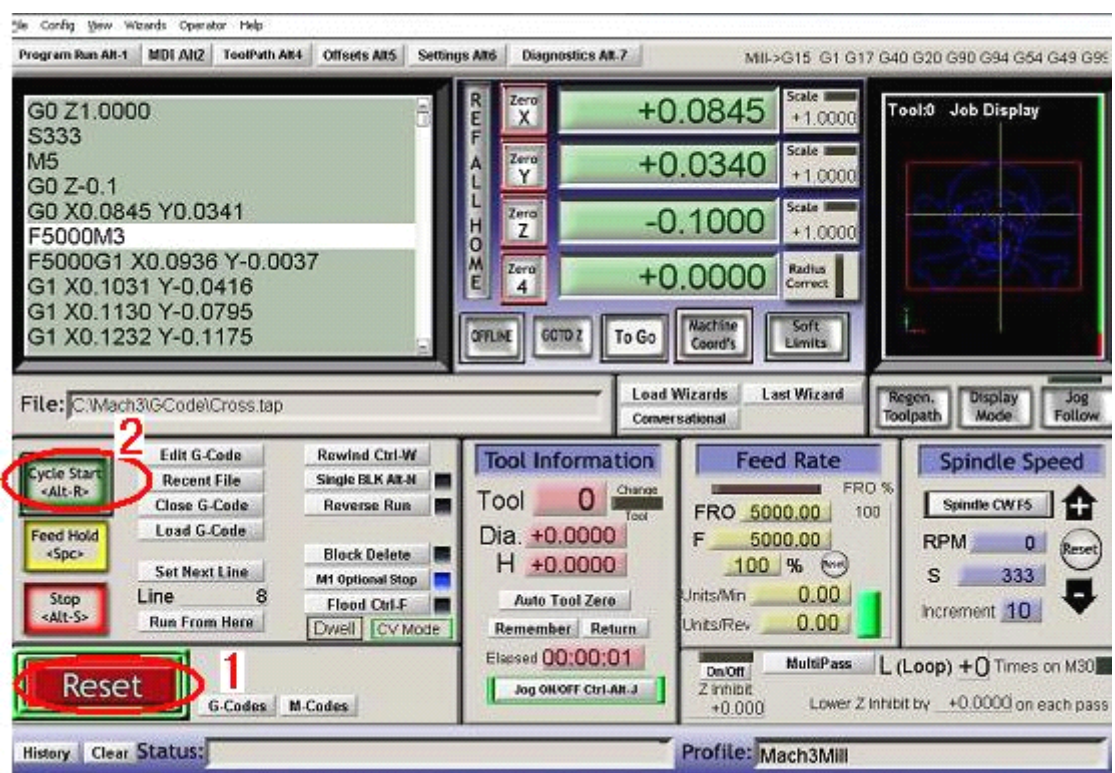 File Config View Wizards Operator Help
Program Run Alt-1 MDI Alt2 ToolPath Alt4 Offsets Alt5 Settings Alt6 Diagnostics Alt-7 Mill->G15 G1 G17 G40 G20 G90 G94 G54 G49 G99
G0 Z1.0000
S333
M5
G0 Z-0.1
G0 X0.0845 Y0.0341
F5000M3
F5000G1 X0.0936 Y-0.0037
G1 X0.1031 Y-0.0416
G1 X0.1130 Y-0.0795
G1 X0.1232 Y-0.1175
REF ALL HOME
Zero X +0.0845 Scale +1.0000
Zero Y +0.0340 Scale +1.0000
Zero Z -0.1000 Scale +1.0000
Zero 4 +0.0000 Radius Correct
OFFLINE GOTO Z To Go Machine Coord's Soft Limits
Tool:0 Job Display
File: C:\Mach3\GCode\Cross.tap
Load Wizards Last Wizard
Conversational
Regen. Toolpath Display Mode Jog Follow
2
Cycle Start <Alt-R>
Feed Hold <Spc>
Stop <Alt-S>
Edit G-Code
Recent File
Close G-Code
Load G-Code
Set Next Line
Line 8
Run From Here
Rewind Ctrl-W
Single BLK Alt-N
Reverse Run
Block Delete
M1 Optional Stop
Flood Ctrl-F
Dwell CV Mode
Reset
1
G-Codes M-Codes
Tool Information
Tool 0 Change Tool
Dia. +0.0000
H +0.0000
Auto Tool Zero
Remember Return
Elapsed 00:00:01
Jog ON/OFF Ctrl-Alt-J
Feed Rate
FRO %
FRO 5000.00 100
F 5000.00
100 % Reset
Units/Min 0.00
Units/Rev 0.00
Spindle Speed
Spindle CW F5
RPM 0 Reset
S 333
Increment 10
On/Off MultiPass L (Loop) +0 Times on M30
Z Inhibit
+0.000 Lower Z Inhibit by +0.0000 on each pass
History Clear Status: Profile: Mach3Mill